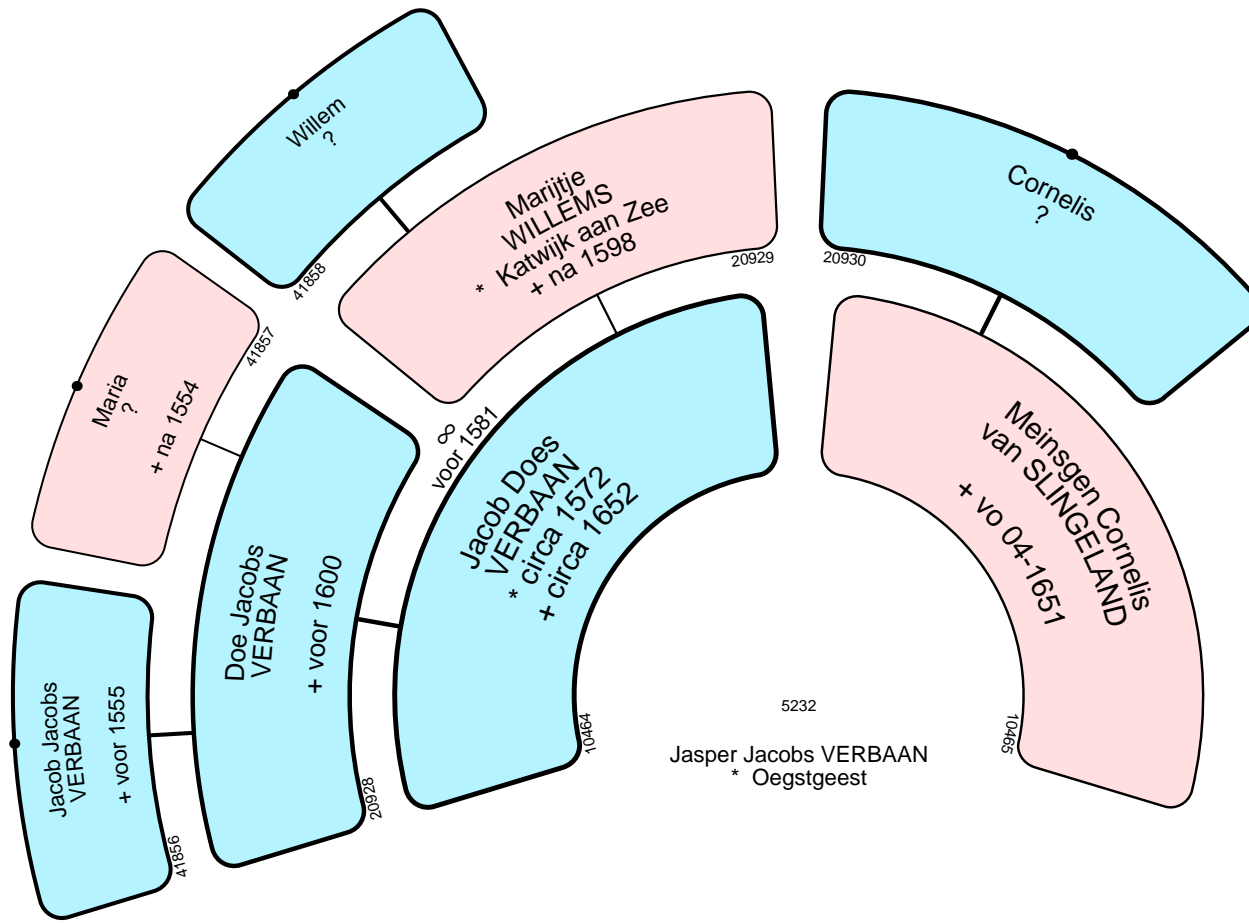 Willem
?
41858
Marijtje
WILLEMS
* Katwijk aan Zee
+ na 1598
20929
Cornelis
?
20930
Maria
?
+ na 1554
41857
∞
voor 1581
Jacob Does
VERBAAN
* circa 1572
+ circa 1652
10464
Meinsgen Cornelis
van SLINGELAND
+ vo 04-1651
10465
Doe Jacobs
VERBAAN
+ voor 1600
20928
Jacob Jacobs
VERBAAN
+ voor 1555
41856
5232
Jasper Jacobs VERBAAN
* Oegstgeest